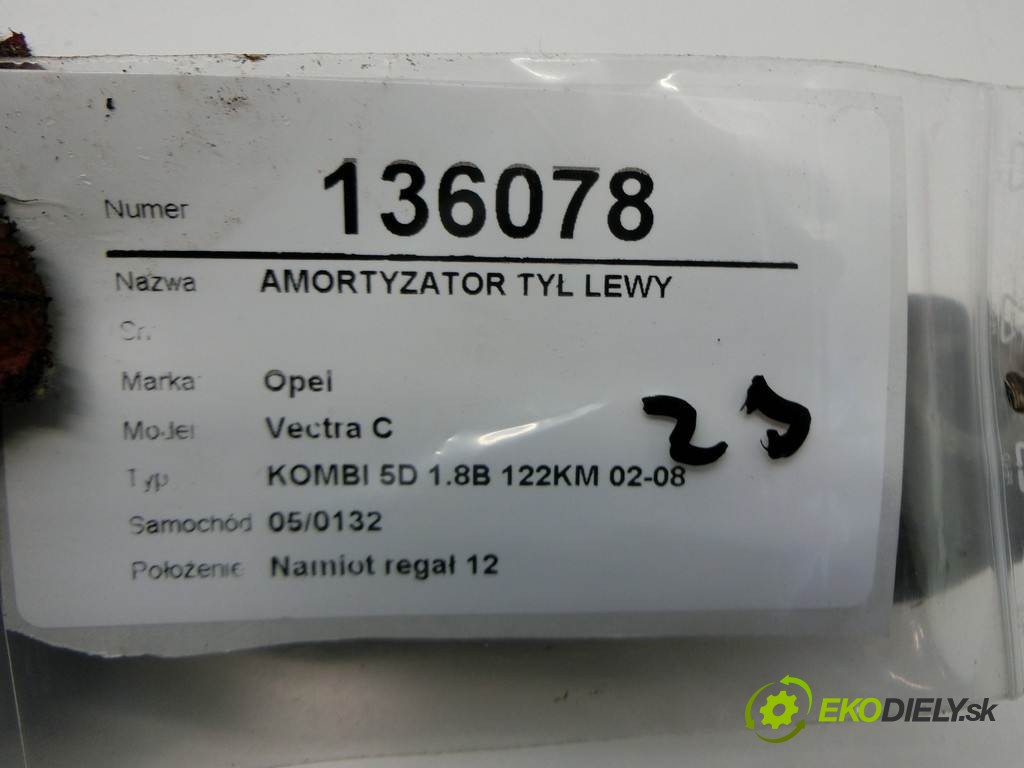 Numer 136078
Nazwa AMORTYZATOR TYŁ LEWY
Marka Opel
Model Vectra C
Typ KOMBI 5D 1.8B 122KM 02-08
Samochód 05/0132
Położenie Namiot regał 12
EKODIELY.sk